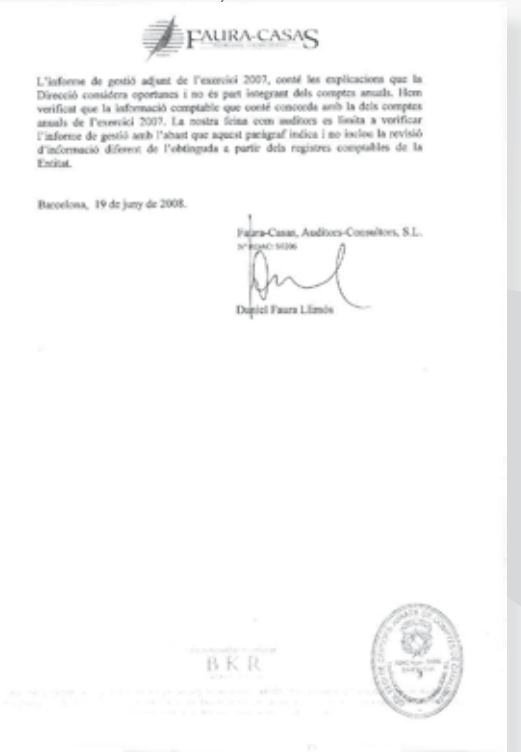 FAURA-CASAS
L'informe de gestió adjunt de l'exercici 2007, conté les explicacions que la
Direcció considera oportunes i no és part integrant dels comptes anuals. Hem
verificat que la informació comptable que conté concorda amb la dels comptes
anuals de l'exercici 2007. La nostra feina com auditors es limita a verificar
l'informe de gestió amb l'abast que aquest paràgraf indica i no inclou la revisió
d'informació diferent de l'obtinguda a partir dels registres comptables de la
Entitat.
Barcelona, 19 de juny de 2008.
Faura-Casas, Auditors-Consultors, S.L.
Nº ROAC: S0206
Daniel Faura Llimós
BKR